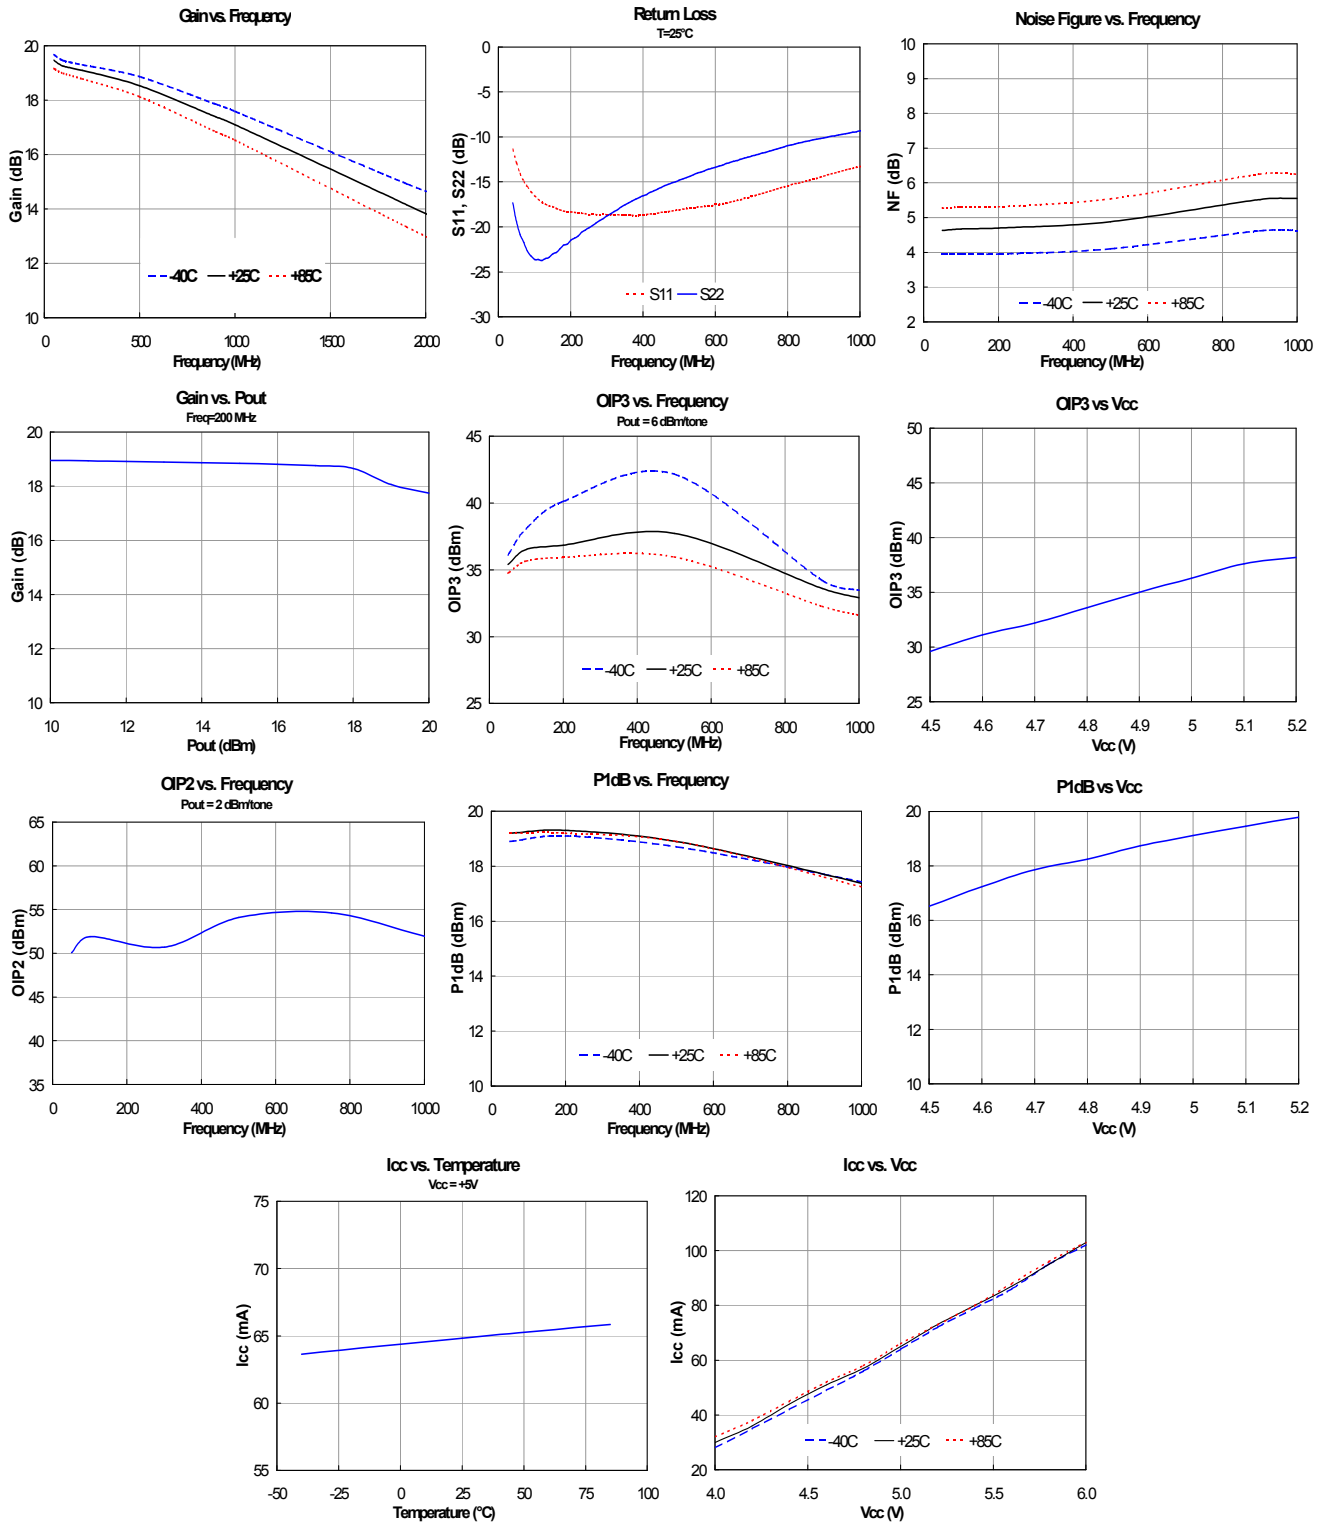 Gain vs. Frequency
20
18
16
14
12
10
Gain (dB)
-40C
+25C
+85C
0
500
1000
1500
2000
Frequency (MHz)
Return Loss
T=25°C
0
-5
-10
-15
-20
-25
-30
S11, S22 (dB)
S11
S22
0
200
400
600
800
1000
Frequency (MHz)
Noise Figure vs. Frequency
10
9
8
7
6
5
4
3
2
NF (dB)
-40C
+25C
+85C
0
200
400
600
800
1000
Frequency (MHz)
Gain vs. Pout
Freq=200 MHz
20
18
16
14
12
10
Gain (dB)
10
12
14
16
18
20
Pout (dBm)
OIP3 vs. Frequency
Pout = 6 dBm/tone
45
40
35
30
25
OIP3 (dBm)
-40C
+25C
+85C
0
200
400
600
800
1000
Frequency (MHz)
OIP3 vs Vcc
50
45
40
35
30
25
OIP3 (dBm)
4.5
4.6
4.7
4.8
4.9
5
5.1
5.2
Vcc (V)
OIP2 vs. Frequency
Pout = 2 dBm/tone
65
60
55
50
45
40
35
OIP2 (dBm)
0
200
400
600
800
1000
Frequency (MHz)
P1dB vs. Frequency
20
18
16
14
12
10
P1dB (dBm)
-40C
+25C
+85C
0
200
400
600
800
1000
Frequency (MHz)
P1dB vs Vcc
20
18
16
14
12
10
P1dB (dBm)
4.5
4.6
4.7
4.8
4.9
5
5.1
5.2
Vcc (V)
Icc vs. Temperature
Vcc = +5V
75
70
65
60
55
Icc (mA)
-50
-25
0
25
50
75
100
Temperature (°C)
Icc vs. Vcc
120
100
80
60
40
20
Icc (mA)
-40C
+25C
+85C
4.0
4.5
5.0
5.5
6.0
Vcc (V)